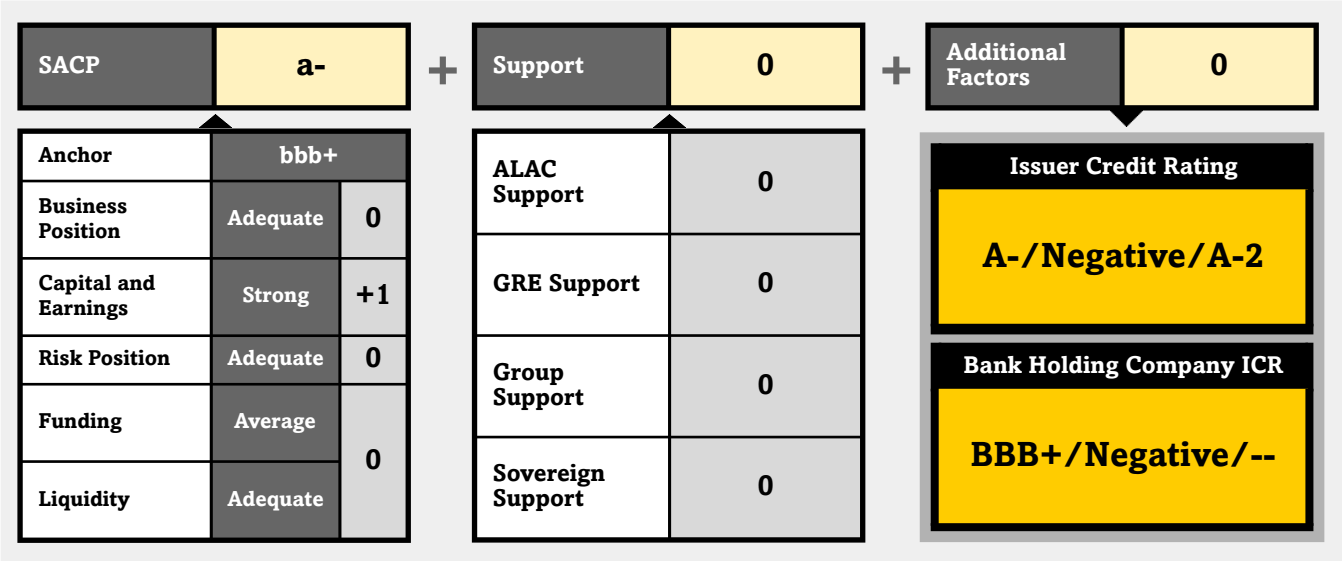 SACP
a-
+
Support
0
+
Additional
Factors
0
Anchor
bbb+
Business
Position
Adequate
0
Capital and
Earnings
Strong
+1
Risk Position
Adequate
0
Funding
Average
0
Liquidity
Adequate
ALAC
Support
0
GRE Support
0
Group
Support
0
Sovereign
Support
0
Issuer Credit Rating
A-/Negative/A-2
Bank Holding Company ICR
BBB+/Negative/--